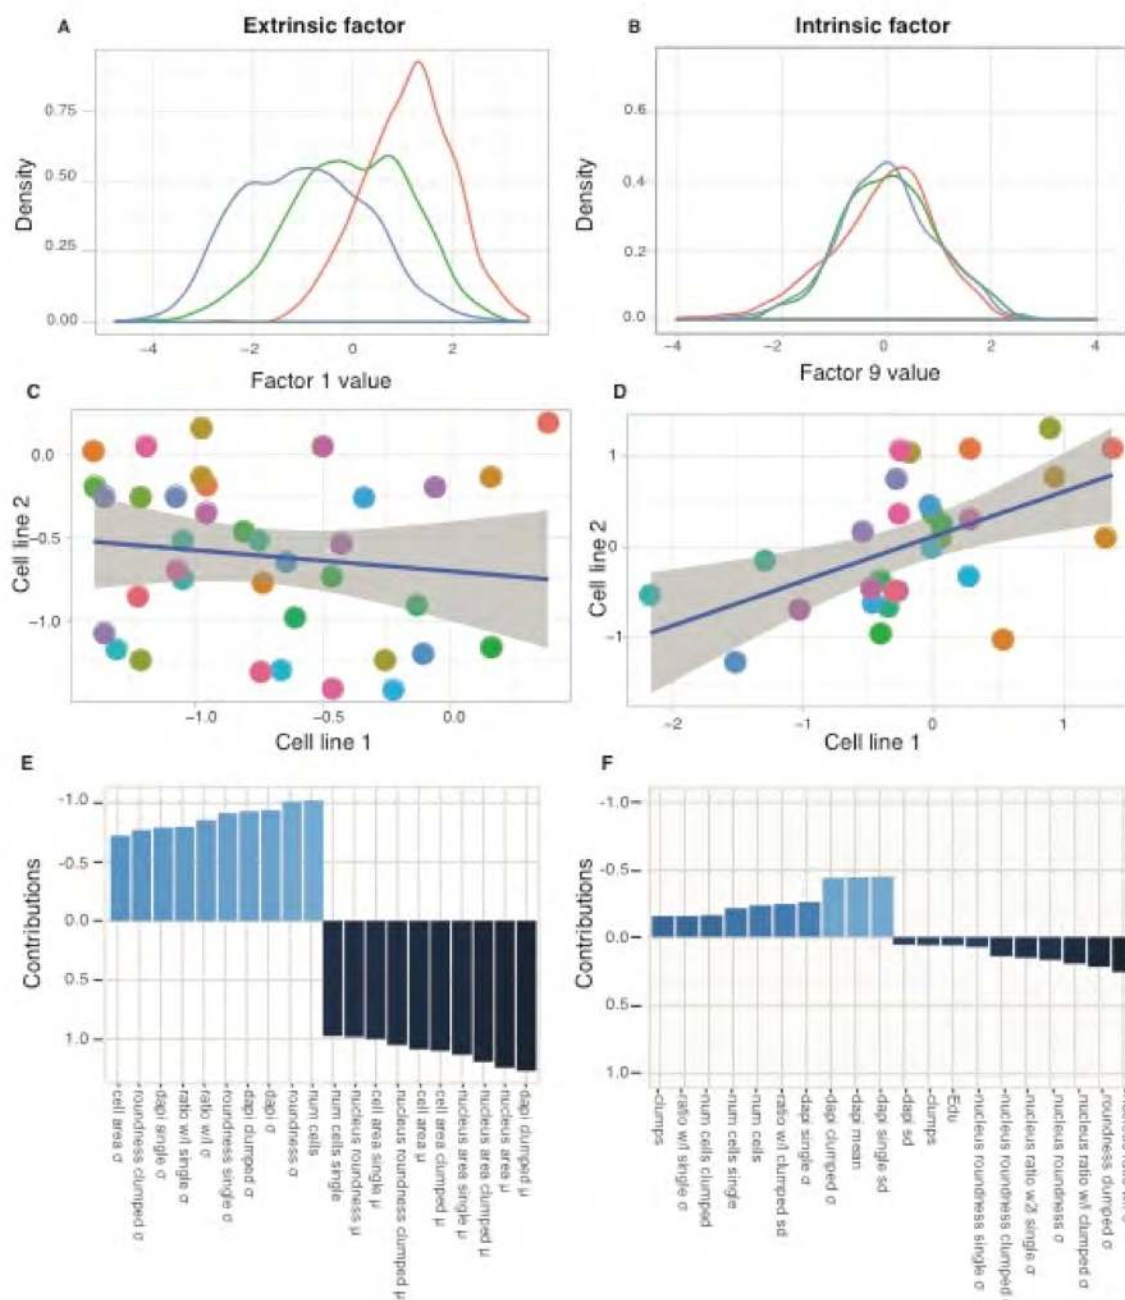 A Extrinsic factor
B Intrinsic factor
Density
0.75
0.50
0.25
0.00
−4 −2 0 2
Factor 1 value
Density
0.6
0.4
0.2
0.0
−4 −2 0 2 4
Factor 9 value
C
Cell line 2
0.0
−0.5
−1.0
−1.0 −0.5 0.0
Cell line 1
D
Cell line 2
1
0
−1
−2 −1 0 1
Cell line 1
E
Contributions
-1.0
-0.5
0.0
0.5
1.0
cell area σ
roundness clumped σ
dapi single σ
ratio w/l single σ
ratio w/l σ
roundness single σ
dapi clumped σ
dapi σ
roundness σ
num cells
num cells single
nucleus roundness μ
cell area single μ
nucleus roundness clumped μ
cell area μ
cell area clumped μ
nucleus area single μ
nucleus area clumped μ
nucleus area μ
dapi clumped μ
F
Contributions
-1.0
-0.5
0.0
0.5
1.0
clumps
ratio w/l single σ
num cells clumped
num cells single
num cells
ratio w/l clumped sd
dapi single σ
dapi clumped σ
dapi mean
dapi single sd
dapi sd
clumps
Edu
nucleus roundness single σ
nucleus roundness clumped
nucleus ratio w2l single σ
nucleus roundness σ
nucleus ratio w/l clumped σ
roundness clumped σ